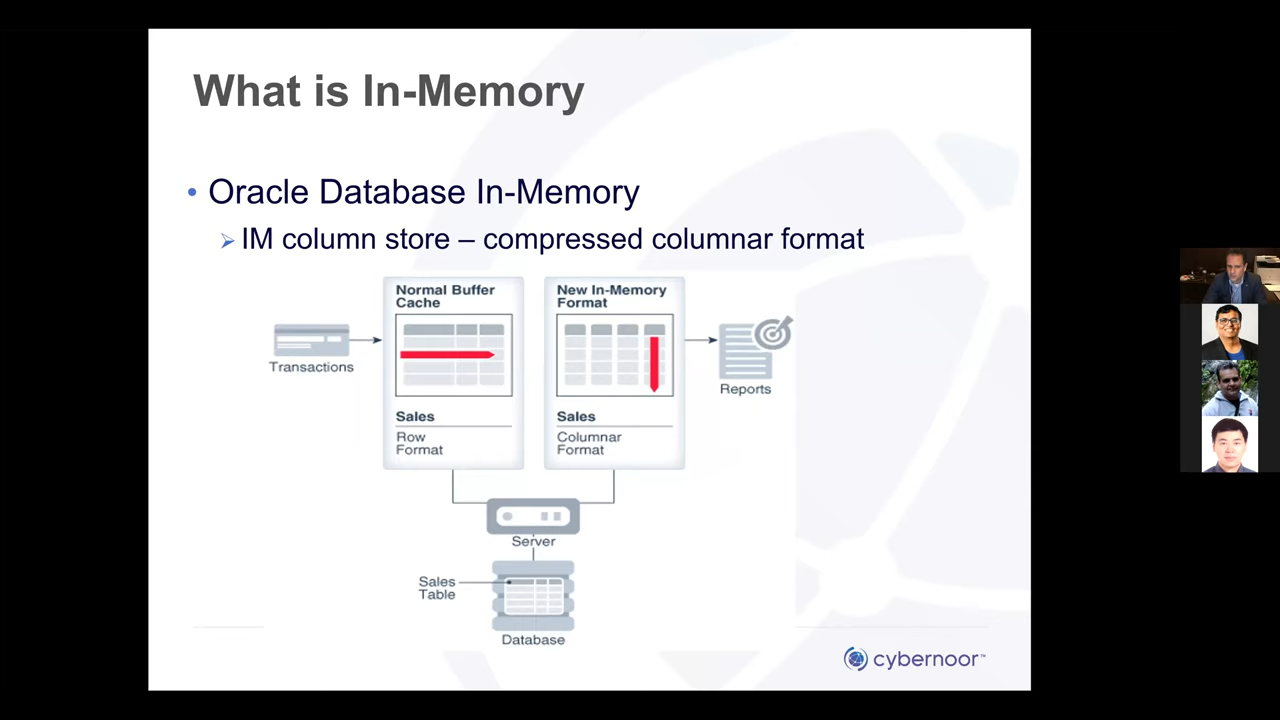 What is In-Memory
• Oracle Database In-Memory
➢ IM column store – compressed columnar format
Normal Buffer
Cache
New In-Memory
Format
Transactions
Reports
Sales
Row
Format
Sales
Columnar
Format
Server
Sales
Table
Database
cybernoor™